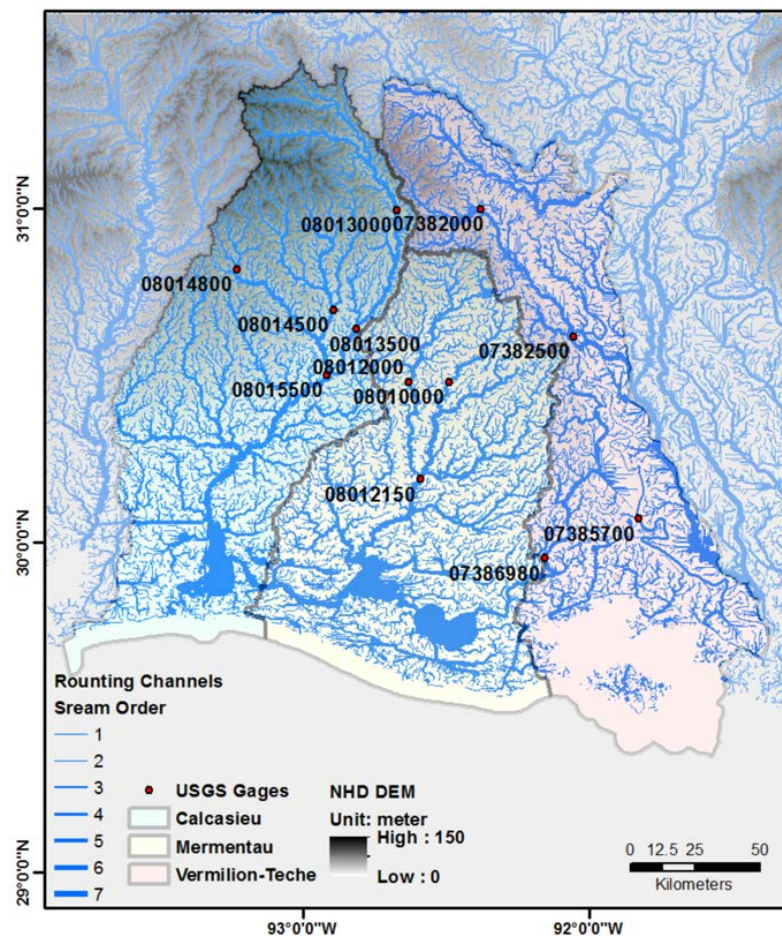 31°0'0"N
30°0'0"N
29°0'0"N
08013000
07382000
08014800
08014500
08013500
07382500
08012000
08015500
08010000
08012150
07385700
07386980
Rounting Channels
Sream Order
1
2
3
4
5
6
7
USGS Gages
Calcasieu
Mermentau
Vermilion-Teche
NHD DEM
Unit: meter
High : 150
Low : 0
0 12.5 25 50
Kilometers
93°0'0"W
92°0'0"W